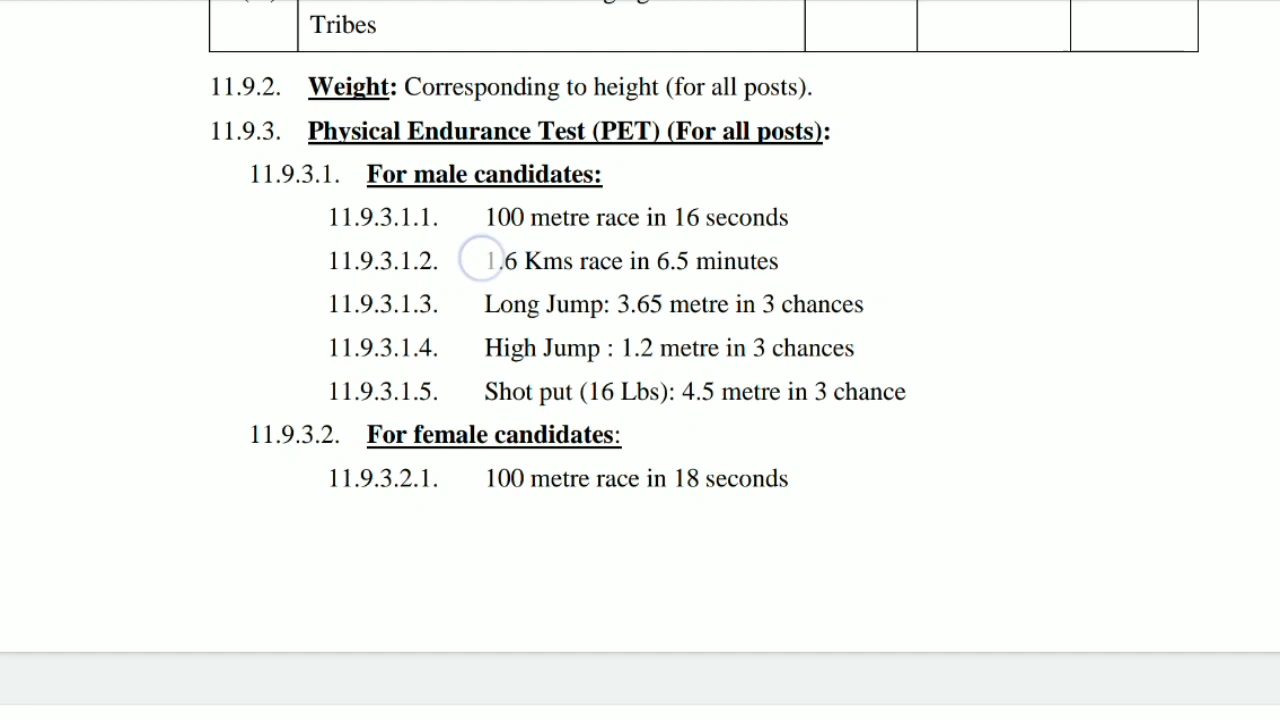 Tribes
11.9.2. Weight: Corresponding to height (for all posts).
11.9.3. Physical Endurance Test (PET) (For all posts):
11.9.3.1. For male candidates:
11.9.3.1.1. 100 metre race in 16 seconds
11.9.3.1.2. 1.6 Kms race in 6.5 minutes
11.9.3.1.3. Long Jump: 3.65 metre in 3 chances
11.9.3.1.4. High Jump : 1.2 metre in 3 chances
11.9.3.1.5. Shot put (16 Lbs): 4.5 metre in 3 chance
11.9.3.2. For female candidates:
11.9.3.2.1. 100 metre race in 18 seconds